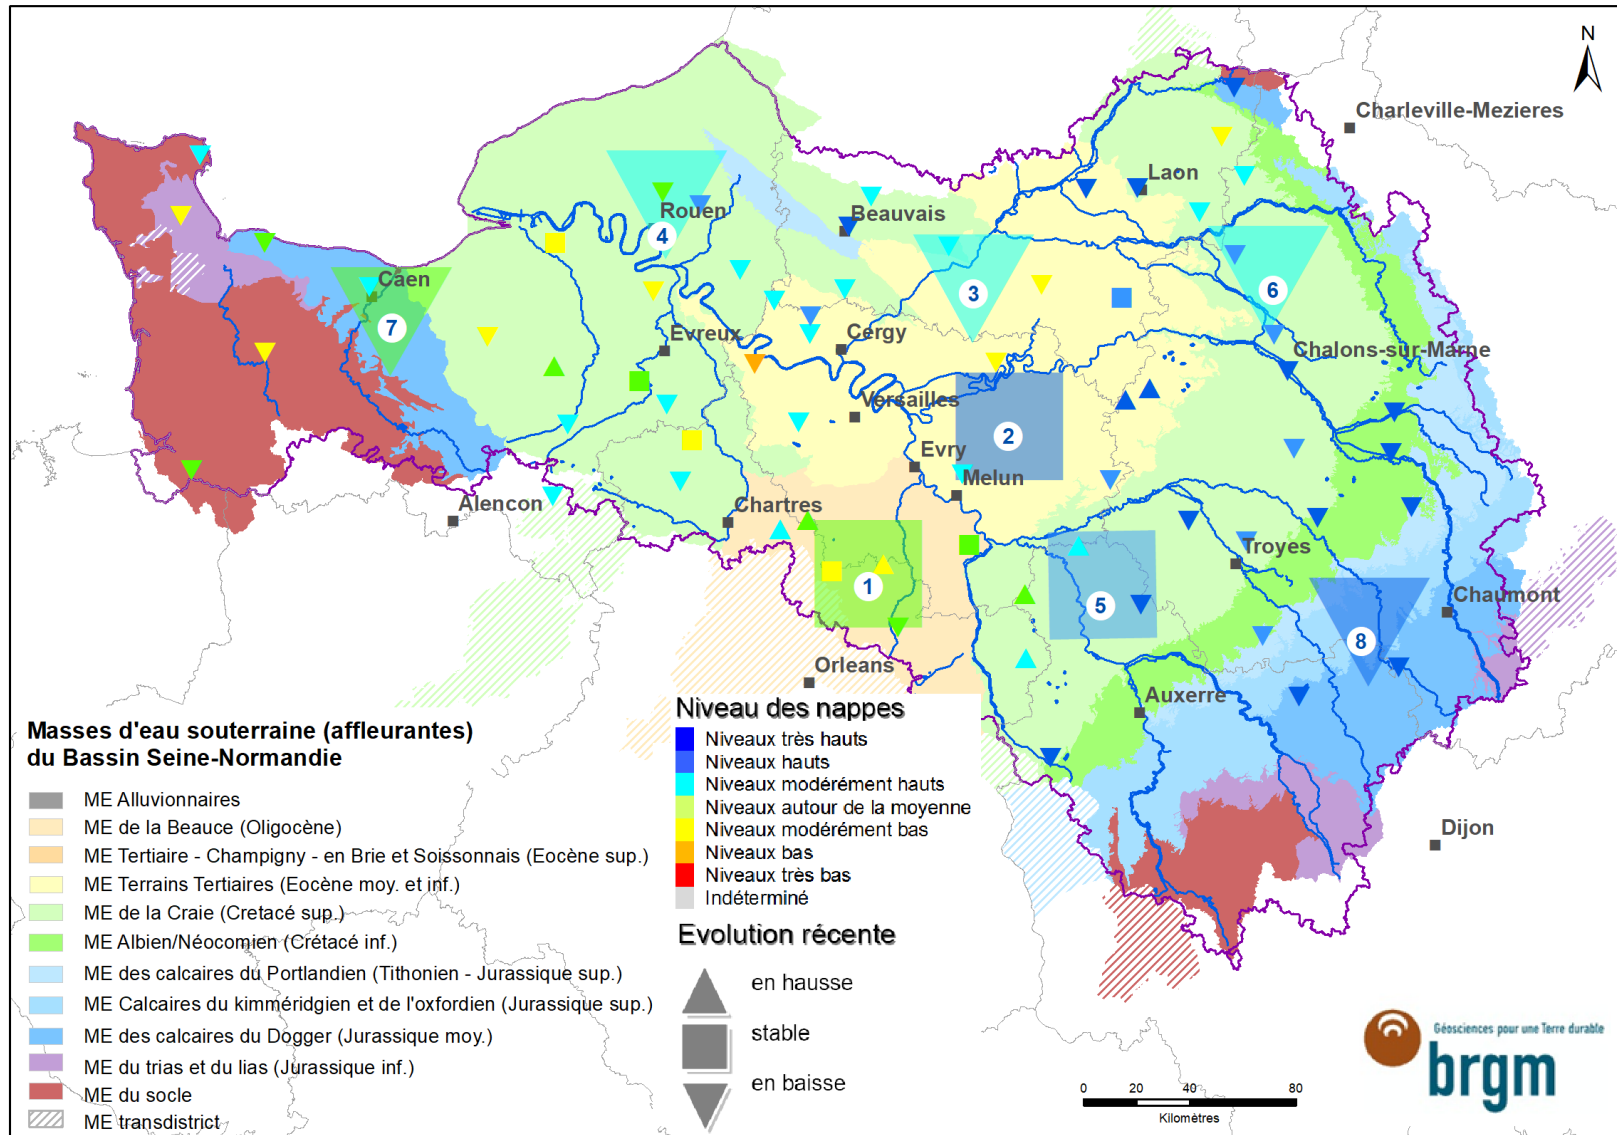 N
Charleville-Mezieres
Laon
Beauvais
Rouen
4
3
6
Caen
7
Evreux
Cergy
Chalons-sur-Marne
Versailles
2
Evry
Melun
Alencon
Chartres
Troyes
1
5
Chaumont
8
Orleans
Auxerre
Dijon
Masses d'eau souterraine (affleurantes)
du Bassin Seine-Normandie
ME Alluvionnaires
ME de la Beauce (Oligocène)
ME Tertiaire - Champigny - en Brie et Soissonnais (Eocène sup.)
ME Terrains Tertiaires (Eocène moy. et inf.)
ME de la Craie (Cretacé sup.)
ME Albien/Néocomien (Crétacé inf.)
ME des calcaires du Portlandien (Tithonien - Jurassique sup.)
ME Calcaires du kimméridgien et de l'oxfordien (Jurassique sup.)
ME des calcaires du Dogger (Jurassique moy.)
ME du trias et du lias (Jurassique inf.)
ME du socle
ME transdistrict
Niveau des nappes
Niveaux très hauts
Niveaux hauts
Niveaux modérément hauts
Niveaux autour de la moyenne
Niveaux modérément bas
Niveaux bas
Niveaux très bas
Indéterminé
Evolution récente
en hausse
stable
en baisse
0 20 40 80
Kilomètres
Géosciences pour une Terre durable
brgm